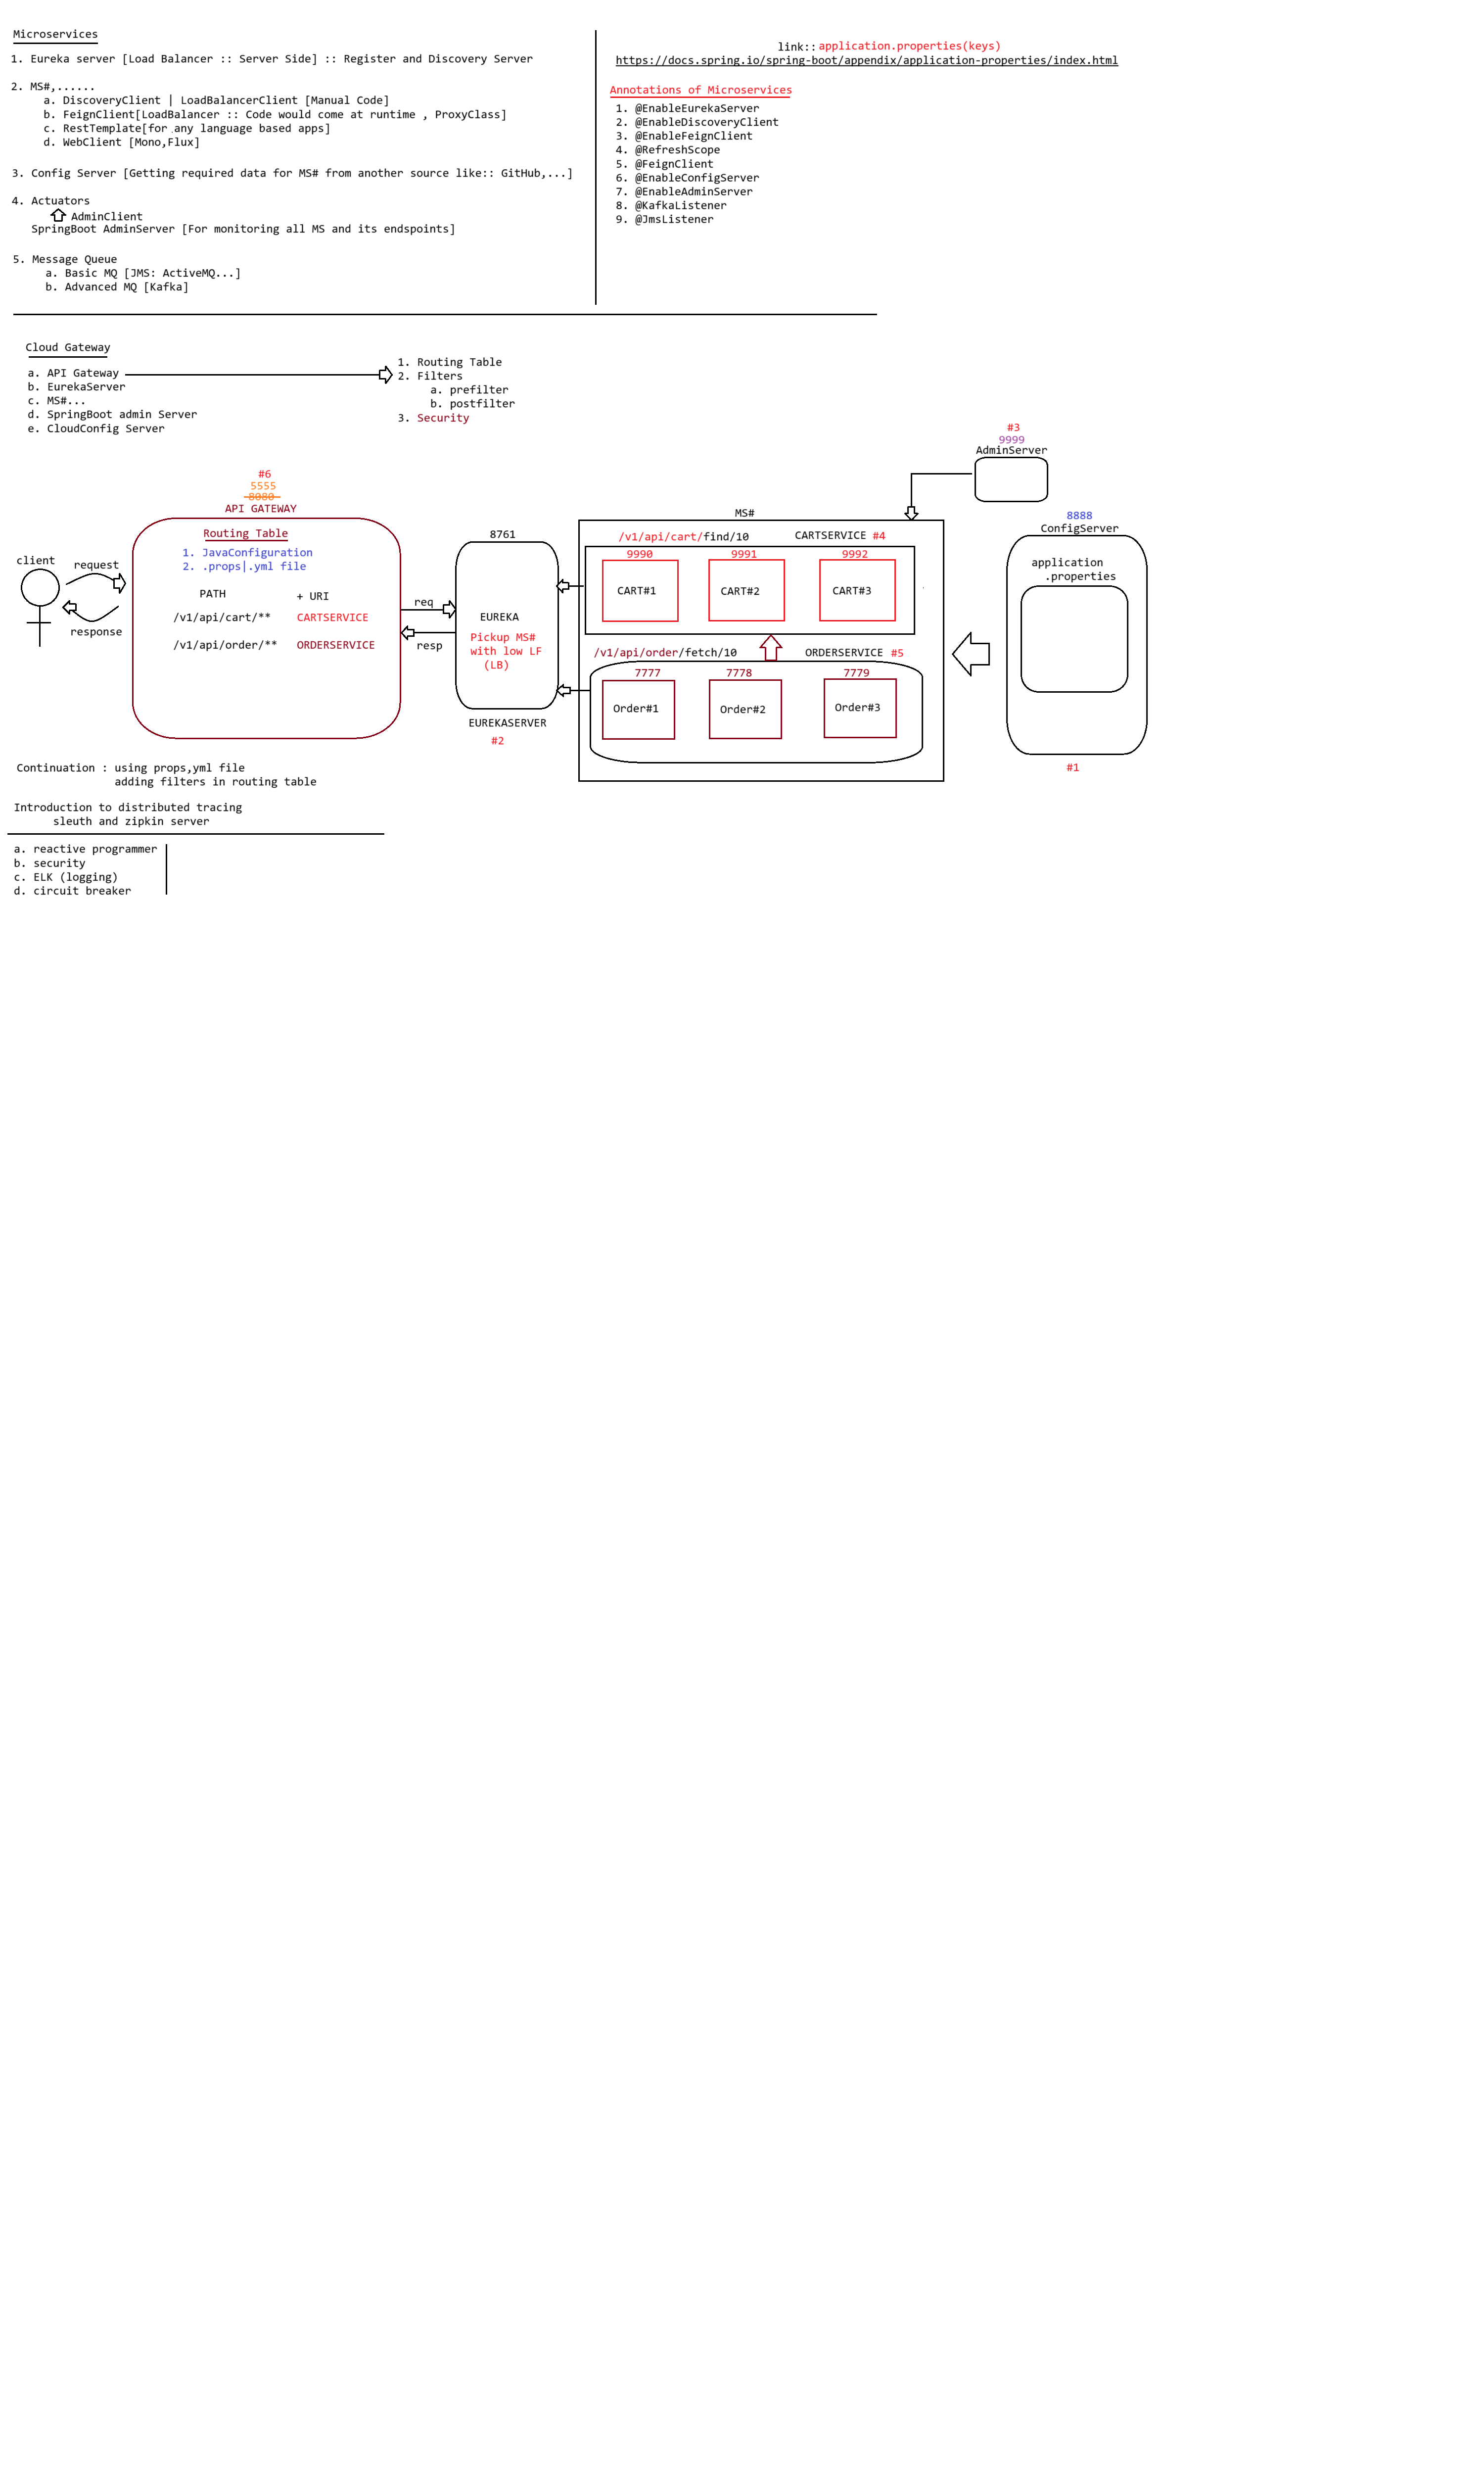 Microservices
1. Eureka server [Load Balancer :: Server Side] :: Register and Discovery Server
2. MS#,......
a. DiscoveryClient | LoadBalancerClient [Manual Code]
b. FeignClient[LoadBalancer :: Code would come at runtime , ProxyClass]
c. RestTemplate[for any language based apps]
d. WebClient [Mono,Flux]
3. Config Server [Getting required data for MS# from another source like:: GitHub,...]
4. Actuators
AdminClient
SpringBoot AdminServer [For monitoring all MS and its endspoints]
5. Message Queue
a. Basic MQ [JMS: ActiveMQ...]
b. Advanced MQ [Kafka]
link:: application.properties(keys)
https://docs.spring.io/spring-boot/appendix/application-properties/index.html
Annotations of Microservices
1. @EnableEurekaServer
2. @EnableDiscoveryClient
3. @EnableFeignClient
4. @RefreshScope
5. @FeignClient
6. @EnableConfigServer
7. @EnableAdminServer
8. @KafkaListener
9. @JmsListener
Cloud Gateway
a. API Gateway
b. EurekaServer
c. MS#...
d. SpringBoot admin Server
e. CloudConfig Server
1. Routing Table
2. Filters
a. prefilter
b. postfilter
3. Security
#6
5555
8080
API GATEWAY
Routing Table
1. JavaConfiguration
2. .props|.yml file
PATH + URI
/v1/api/cart/** CARTSERVICE
/v1/api/order/** ORDERSERVICE
client
request
response
req
resp
8761
EUREKA
Pickup MS#
with low LF
(LB)
EUREKASERVER
#2
MS#
/v1/api/cart/find/10 CARTSERVICE #4
9990 9991 9992
CART#1 CART#2 CART#3
/v1/api/order/fetch/10 ORDERSERVICE #5
7777 7778 7779
Order#1 Order#2 Order#3
#3
9999
AdminServer
8888
ConfigServer
application
.properties
#1
Continuation : using props,yml file
adding filters in routing table
Introduction to distributed tracing
sleuth and zipkin server
a. reactive programmer
b. security
c. ELK (logging)
d. circuit breaker